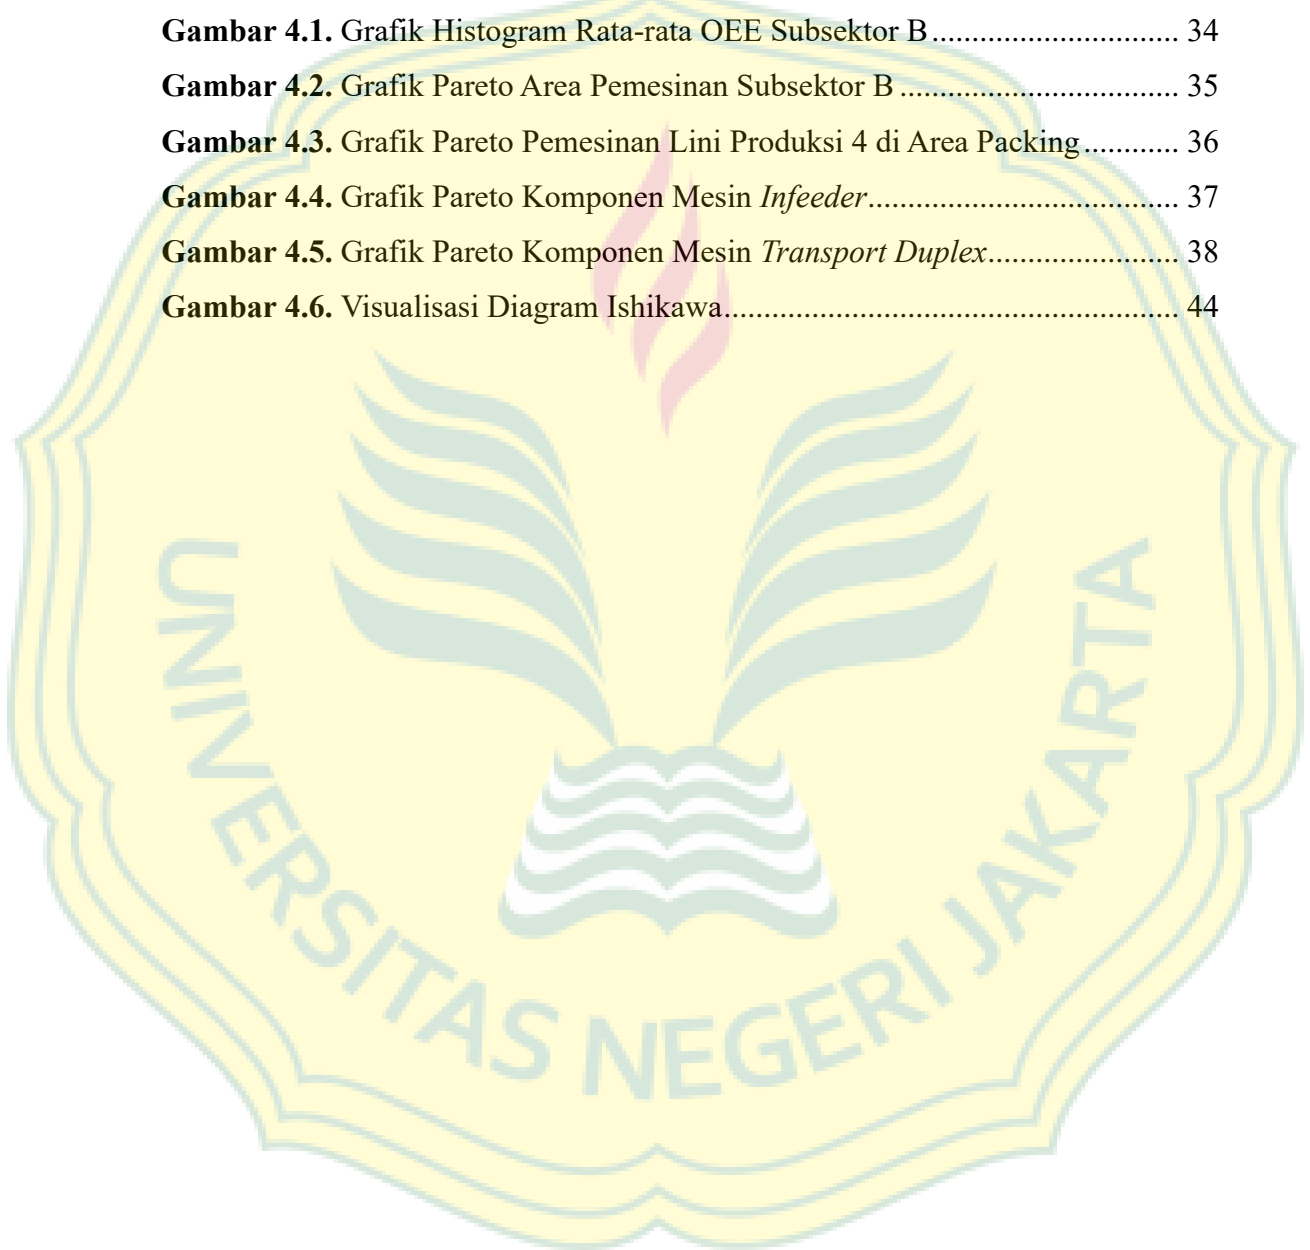 Gambar 4.1. Grafik Histogram Rata-rata OEE Subsektor B.............................. 34
Gambar 4.2. Grafik Pareto Area Pemesinan Subsektor B .................................. 35
Gambar 4.3. Grafik Pareto Pemesinan Lini Produksi 4 di Area Packing............ 36
Gambar 4.4. Grafik Pareto Komponen Mesin Infeeder...................................... 37
Gambar 4.5. Grafik Pareto Komponen Mesin Transport Duplex........................ 38
Gambar 4.6. Visualisasi Diagram Ishikawa........................................................ 44
UNIVERSITAS NEGERI JAKARTA